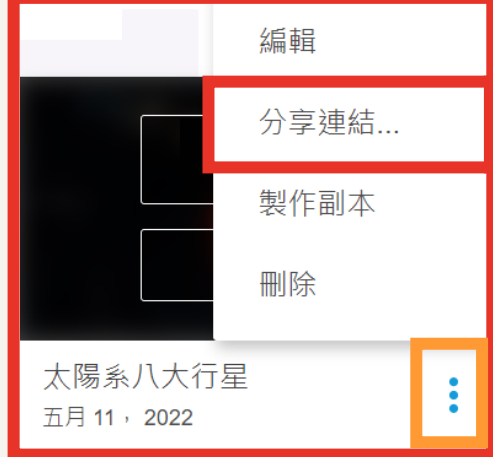 編輯
分享連結...
製作副本
刪除
太陽系八大行星
五月 11， 2022